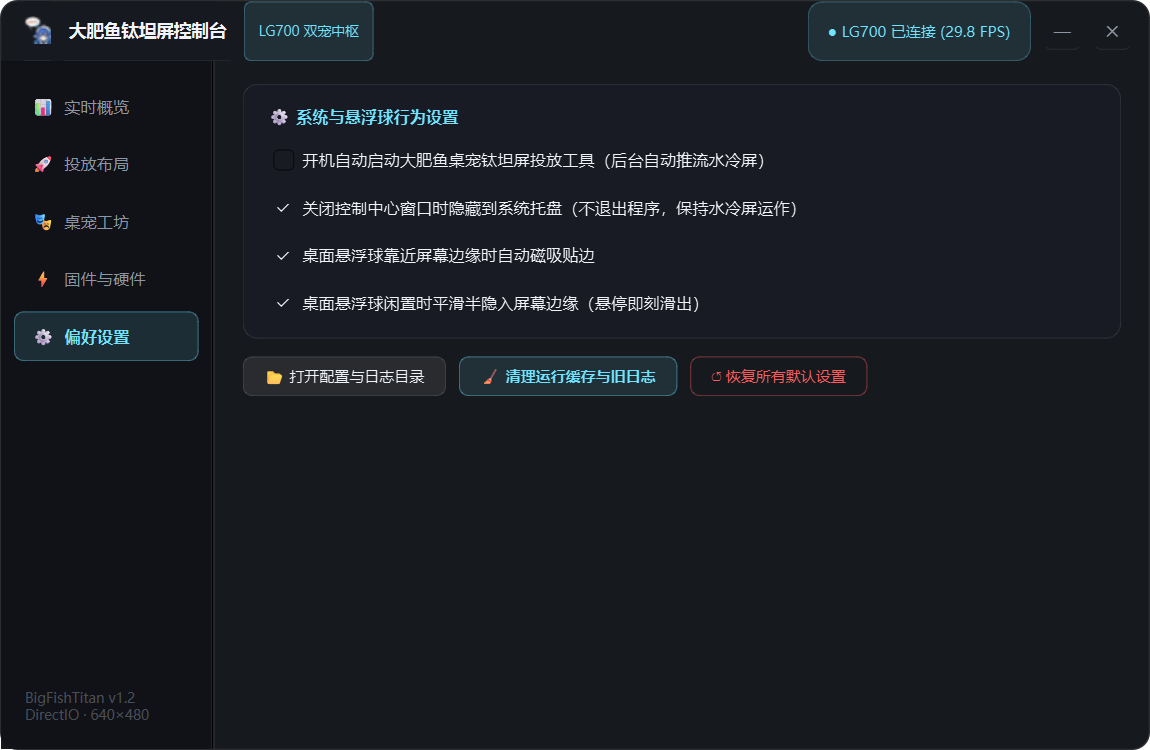 大肥鱼钛坦屏控制台
LG700 双宠中枢
● LG700 已连接 (29.8 FPS)
实时概览
投放布局
桌宠工坊
固件与硬件
偏好设置
系统与悬浮球行为设置
开机自动启动大肥鱼桌宠钛坦屏投放工具（后台自动推流水冷屏）
关闭控制中心窗口时隐藏到系统托盘（不退出程序，保持水冷屏运作）
桌面悬浮球靠近屏幕边缘时自动磁吸贴边
桌面悬浮球闲置时平滑半隐入屏幕边缘（悬停即刻滑出）
打开配置与日志目录
清理运行缓存与旧日志
恢复所有默认设置
BigFishTitan v1.2
DirectIO · 640×480